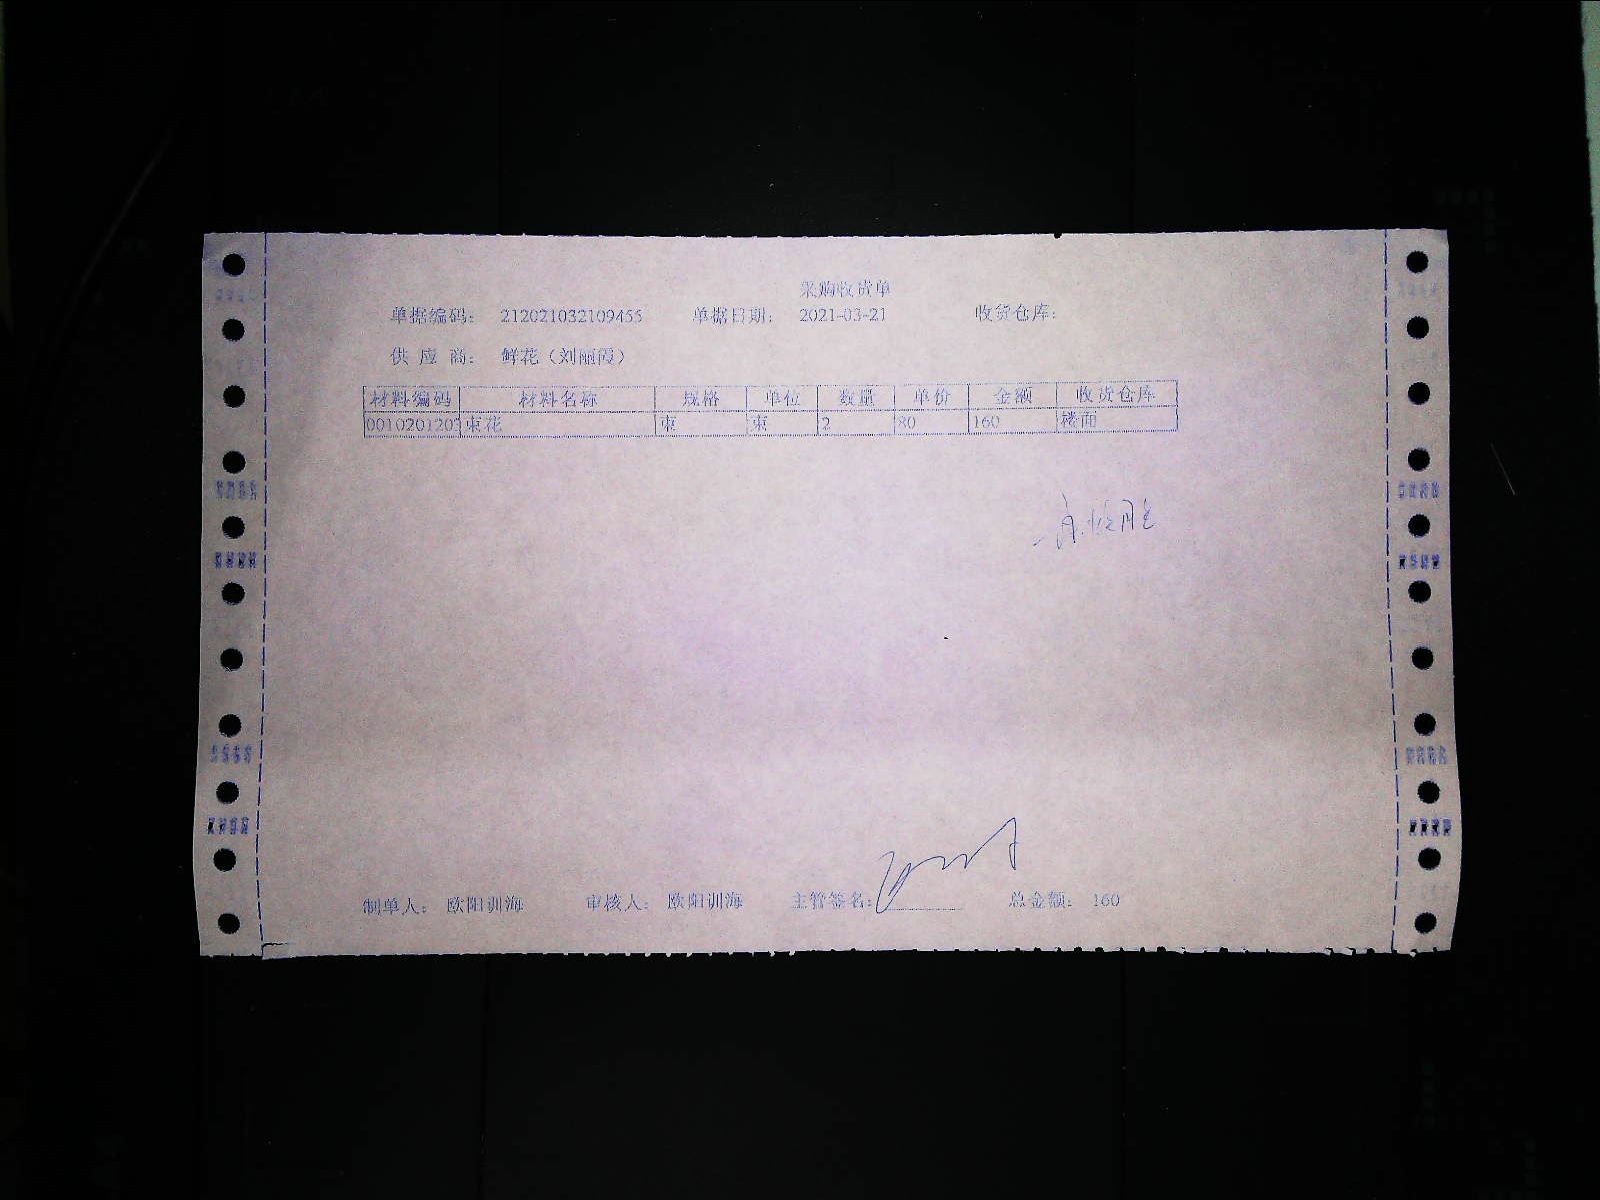 采购收货单
单据编码： 212021032109455 单据日期： 2021-03-21 收货仓库：
供 应 商： 鲜花（刘丽霞）
材料编码 材料名称 规格 单位 数量 单价 金额 收货仓库
0010201203 束花 束 束 2 80 160 楼面
制单人： 欧阳训海 审核人： 欧阳训海 主管签名： 总金额： 160